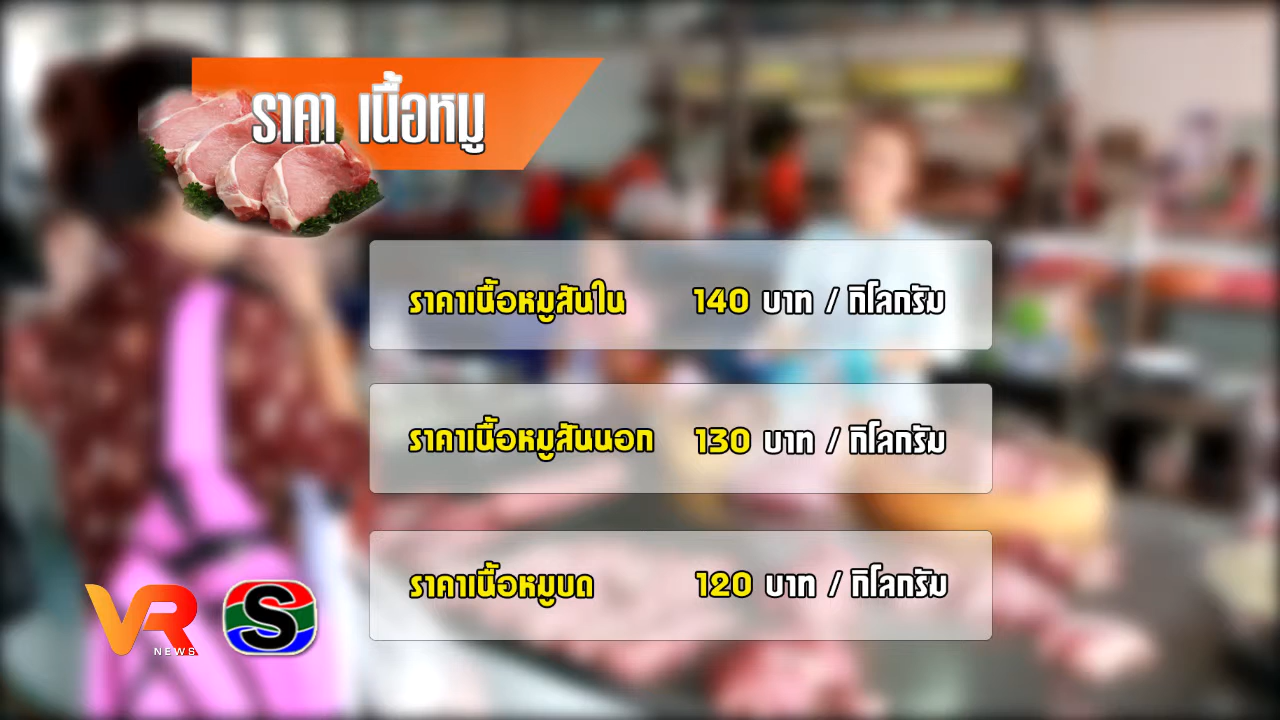 ราคา เนื้อหมู
ราคาเนื้อหมูสันใน 140 บาท / กิโลกรัม
ราคาเนื้อหมูสันนอก 130 บาท / กิโลกรัม
ราคาเนื้อหมูบด 120 บาท / กิโลกรัม
VR NEWS S